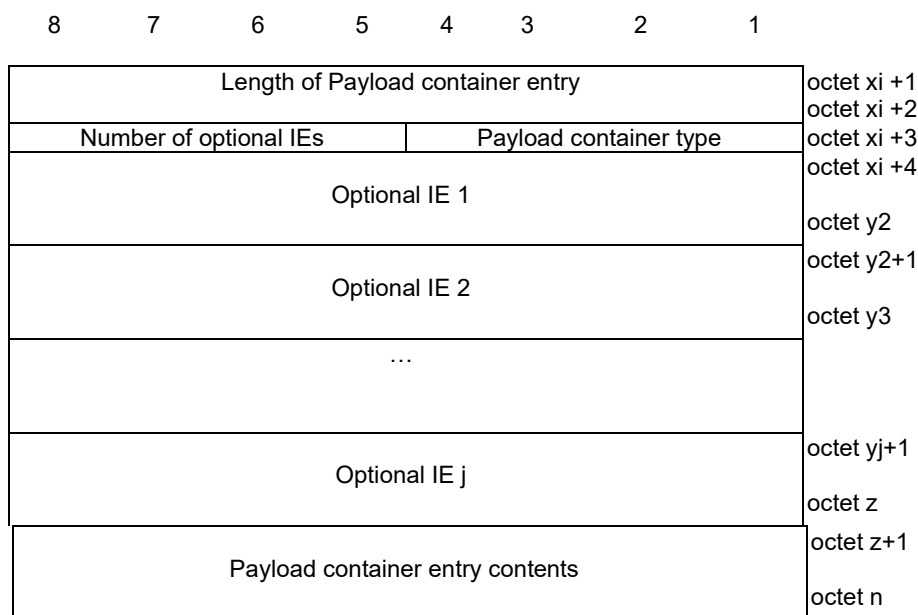 8 7 6 5 4 3 2 1
Length of Payload container entry
octet xi +1
octet xi +2
Number of optional IEs Payload container type octet xi +3
octet xi +4
Optional IE 1
octet y2
octet y2+1
Optional IE 2
octet y3
…
octet yj+1
Optional IE j
octet z
octet z+1
Payload container entry contents
octet n